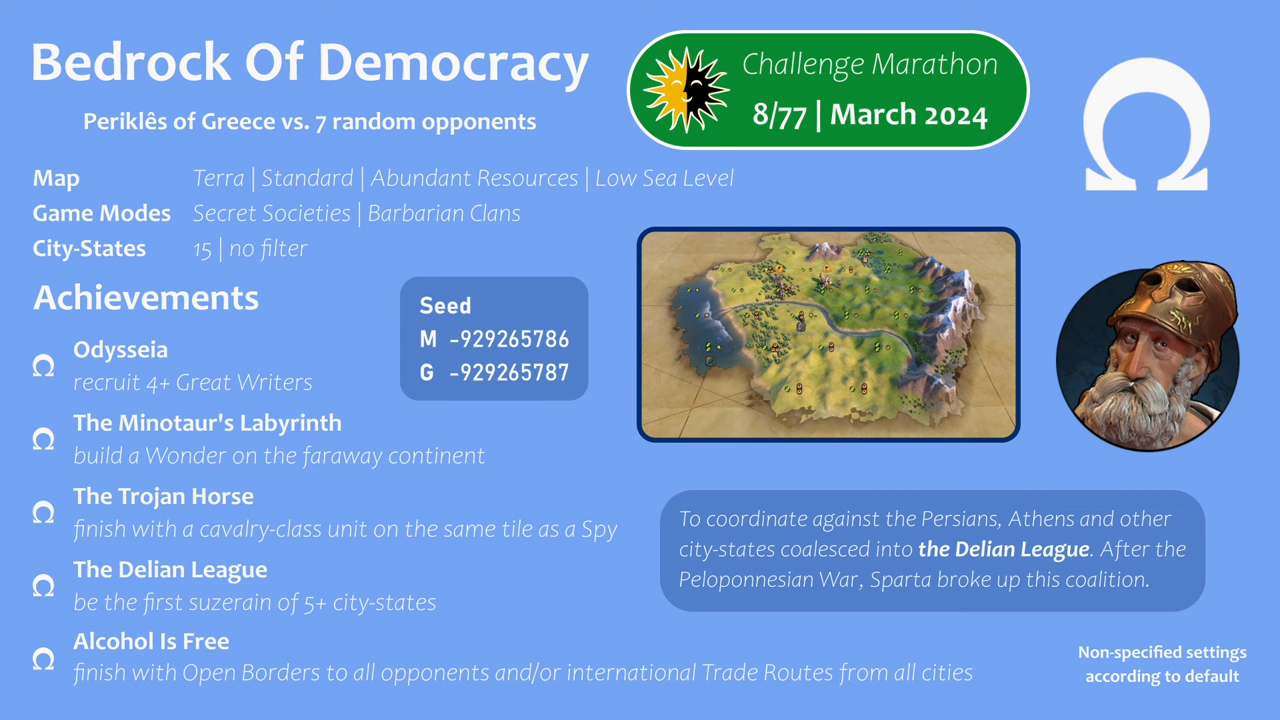 Bedrock Of Democracy
Periklês of Greece vs. 7 random opponents
Challenge Marathon
8/77 | March 2024
Ω
Map Terra | Standard | Abundant Resources | Low Sea Level
Game Modes Secret Societies | Barbarian Clans
City-States 15 | no filter
Achievements
Seed
M -929265786
G -929265787
Ω Odysseia
recruit 4+ Great Writers
Ω The Minotaur's Labyrinth
build a Wonder on the faraway continent
Ω The Trojan Horse
finish with a cavalry-class unit on the same tile as a Spy
Ω The Delian League
be the first suzerain of 5+ city-states
Ω Alcohol Is Free
finish with Open Borders to all opponents and/or international Trade Routes from all cities
To coordinate against the Persians, Athens and other
city-states coalesced into the Delian League. After the
Peloponnesian War, Sparta broke up this coalition.
Non-specified settings
according to default